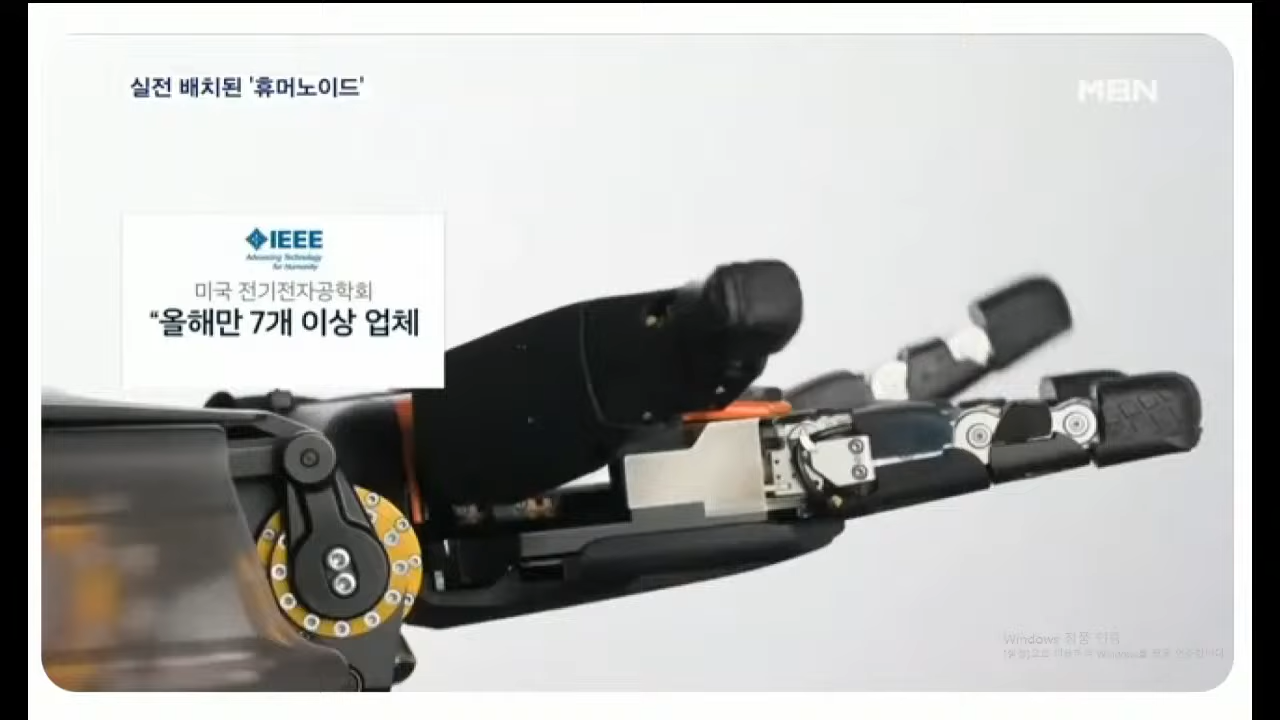 실전 배치된 '휴머노이드'
MBN
IEEE
Advancing Technology
for Humanity
미국 전기전자공학회
“올해만 7개 이상 업체
Windows 정품 인증